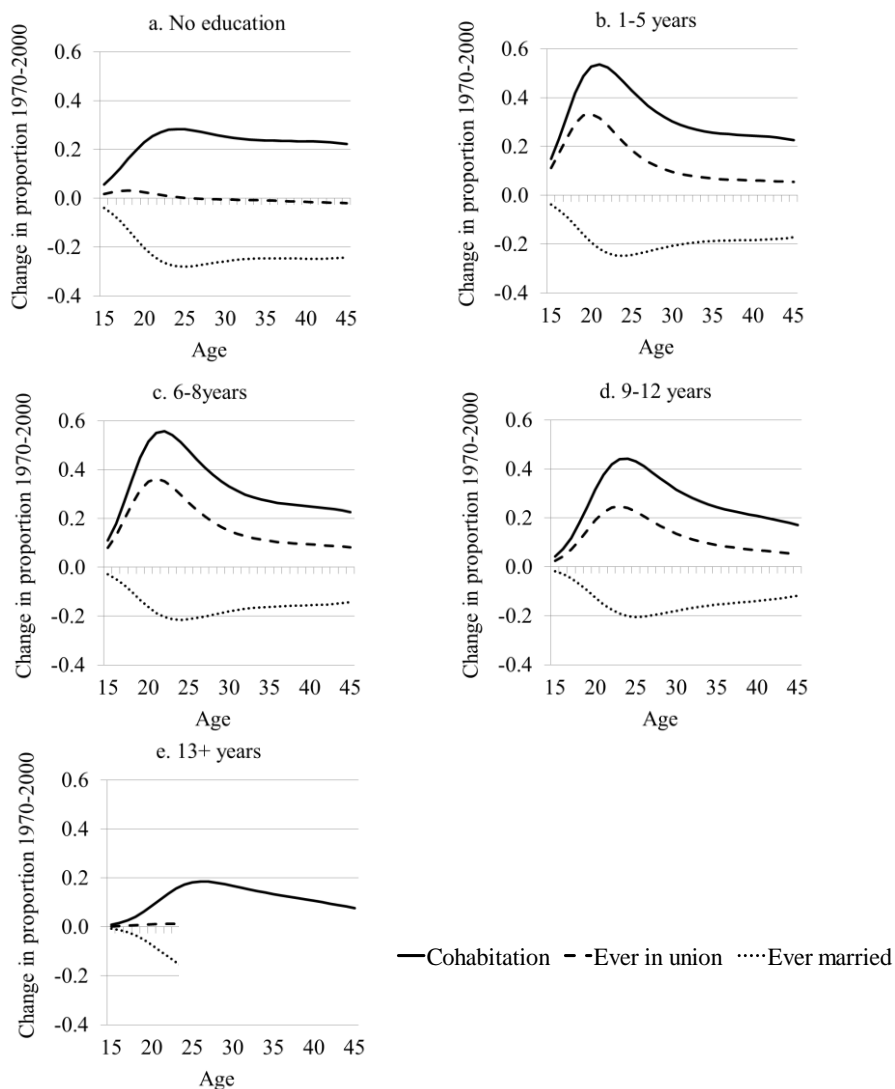 a. No education
Change in proportion 1970-2000
0.6
0.4
0.2
0.0
-0.2
-0.4
15 20 25 30 35 40 45
Age
b. 1-5 years
Change in proportion 1970-2000
0.6
0.4
0.2
0.0
-0.2
-0.4
15 20 25 30 35 40 45
Age
c. 6-8years
Change in proportion 1970-2000
0.6
0.4
0.2
0.0
-0.2
-0.4
15 20 25 30 35 40 45
Age
d. 9-12 years
Change in proportion 1970-2000
0.6
0.4
0.2
0.0
-0.2
-0.4
15 20 25 30 35 40 45
Age
e. 13+ years
Change in proportion 1970-2000
0.6
0.4
0.2
0.0
-0.2
-0.4
15 20 25 30 35 40 45
Age
Cohabitation Ever in union Ever married